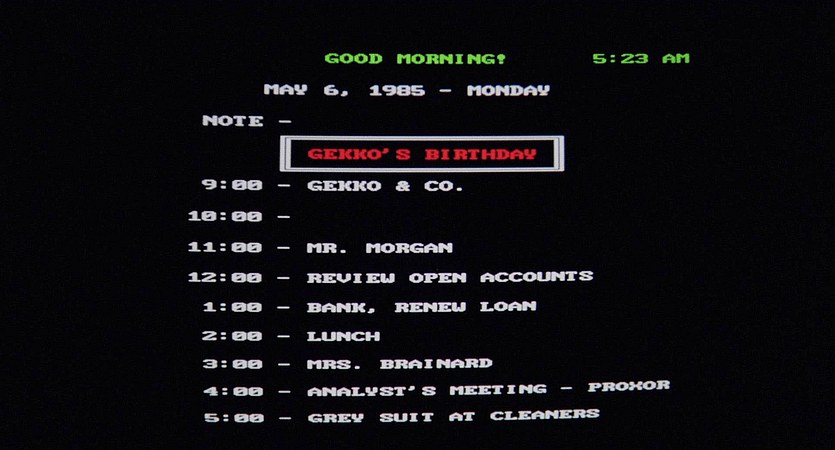 GOOD MORNING! 5:23 AM
MAY 6, 1985 - MONDAY
NOTE -
GEKKO'S BIRTHDAY
9:00 - GEKKO & CO.
10:00 -
11:00 - MR. MORGAN
12:00 - REVIEW OPEN ACCOUNTS
1:00 - BANK, RENEW LOAN
2:00 - LUNCH
3:00 - MRS. BRAINARD
4:00 - ANALYST'S MEETING - PROXOR
5:00 - GREY SUIT AT CLEANERS